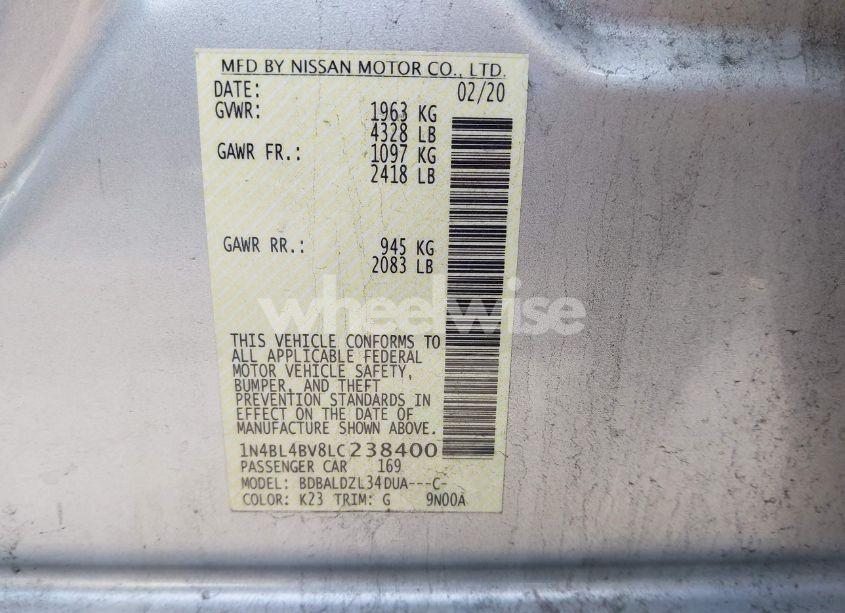 MFD BY NISSAN MOTOR CO., LTD.
DATE: 02/20
GVWR: 1963 KG
4328 LB
GAWR FR.: 1097 KG
2418 LB
GAWR RR.: 945 KG
2083 LB
wheelwise
THIS VEHICLE CONFORMS TO
ALL APPLICABLE FEDERAL
MOTOR VEHICLE SAFETY,
BUMPER, AND THEFT
PREVENTION STANDARDS IN
EFFECT ON THE DATE OF
MANUFACTURE SHOWN ABOVE.
1N4BL4BV8LC238400
PASSENGER CAR 169
MODEL: BDBALDZL34DUA---C-
COLOR: K23 TRIM: G 9N00A